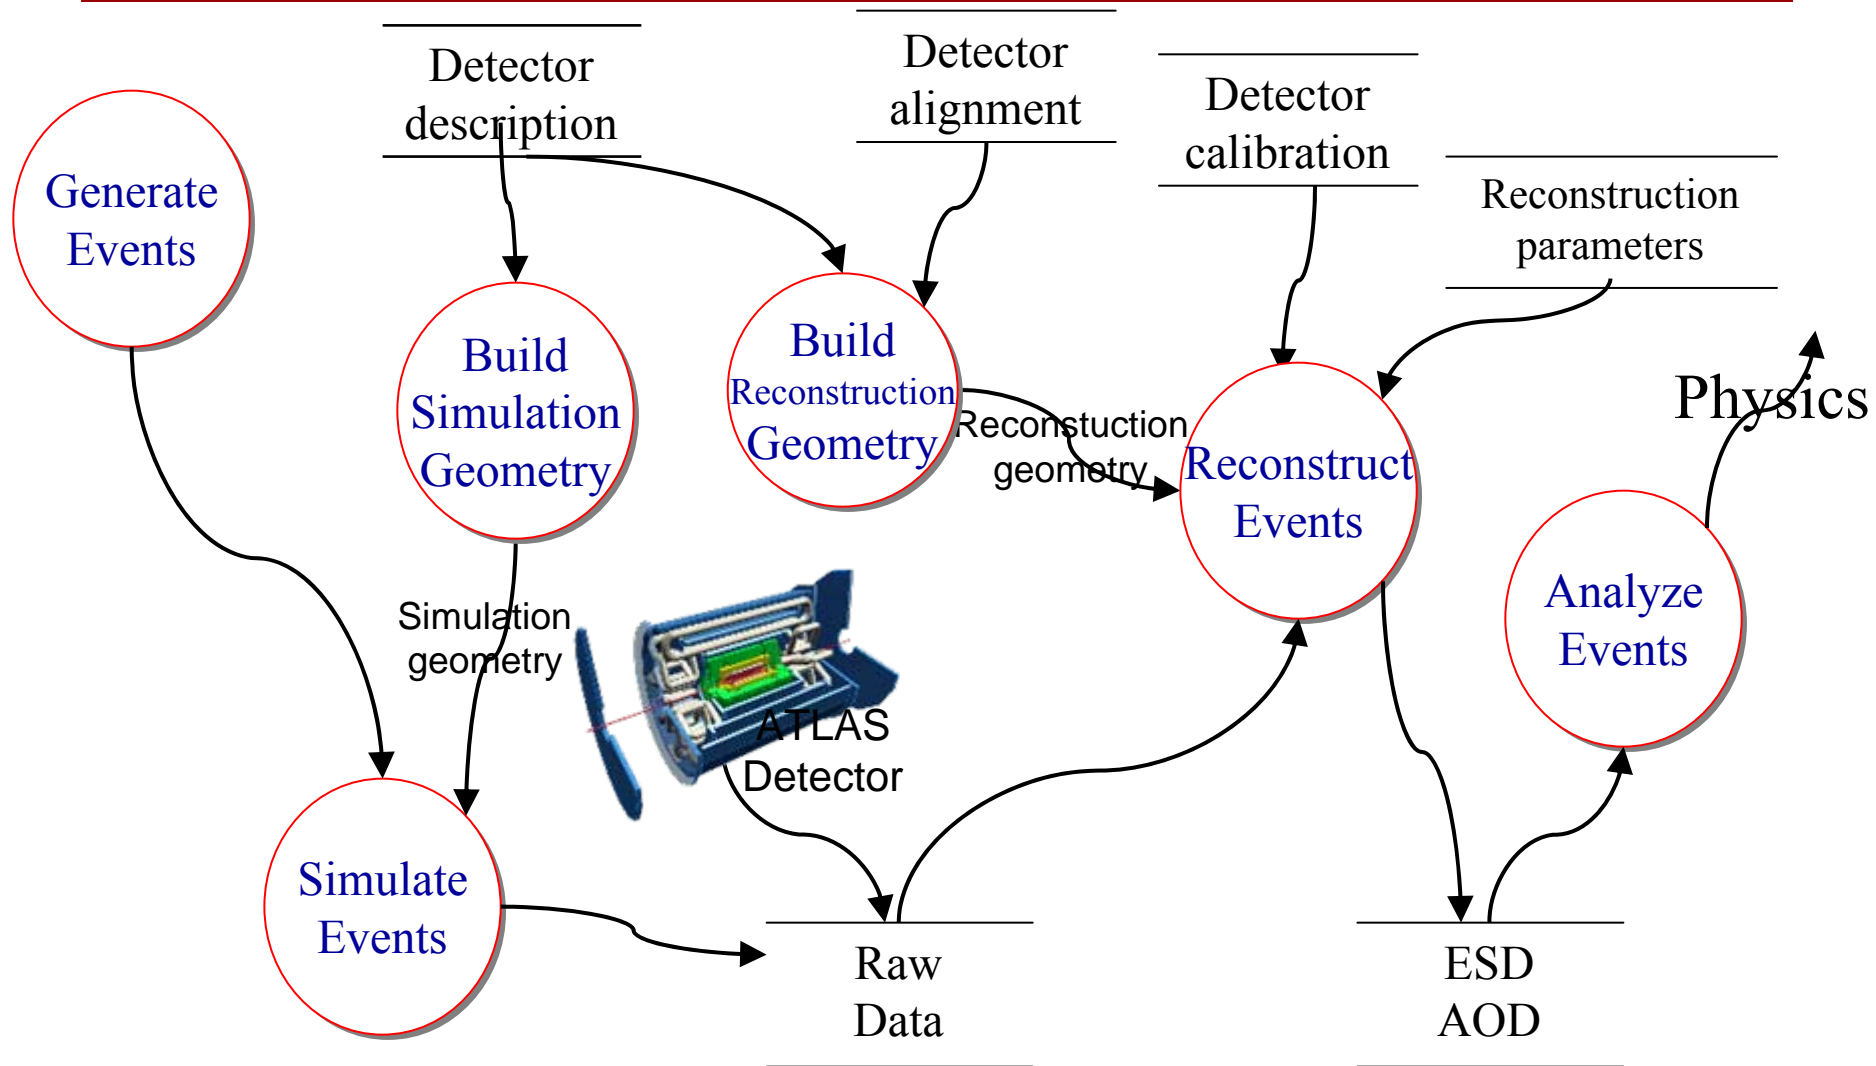 Detector
description
Detector
alignment
Detector
calibration
Reconstruction
parameters
Generate
Events
Build
Simulation
Geometry
Build
Reconstruction
Geometry
Reconstuction
geometry
Reconstruct
Events
Physics
Analyze
Events
Simulation
geometry
ATLAS
Detector
Simulate
Events
Raw
Data
ESD
AOD